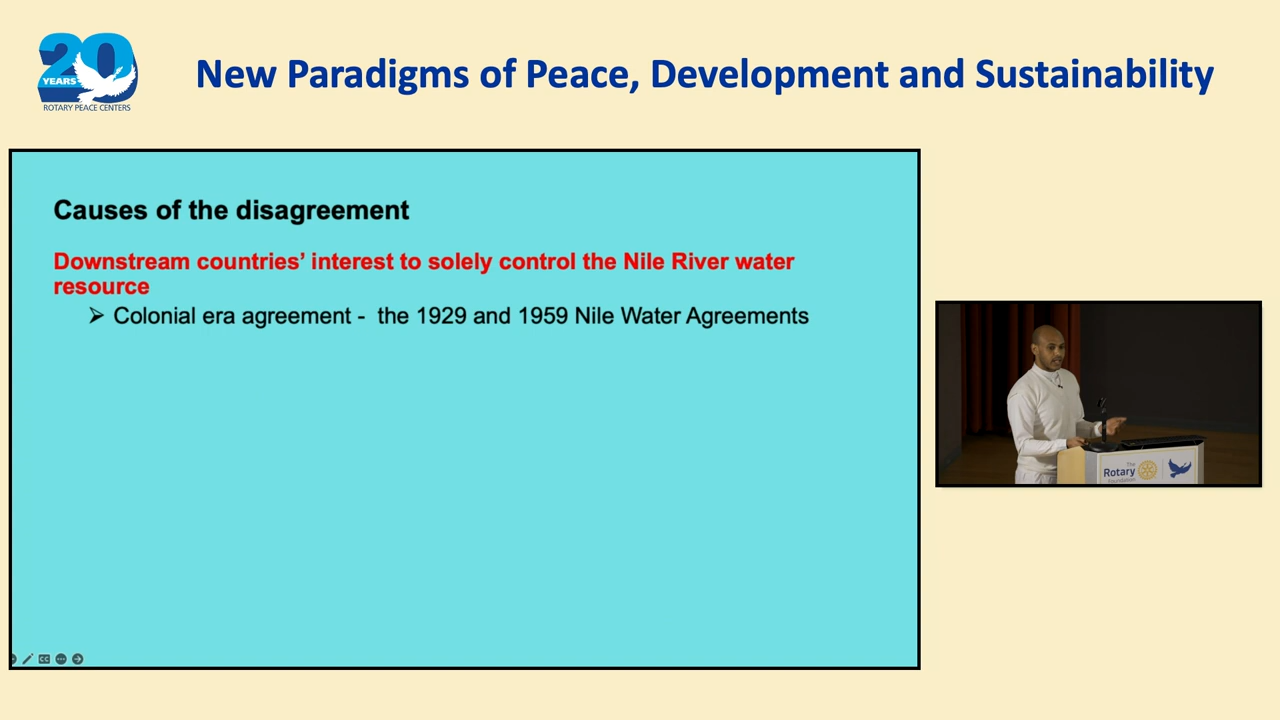 20
YEARS
ROTARY PEACE CENTERS
New Paradigms of Peace, Development and Sustainability
Causes of the disagreement
Downstream countries’ interest to solely control the Nile River water
resource
➢ Colonial era agreement -  the 1929 and 1959 Nile Water Agreements
CC
The
Rotary
Foundation